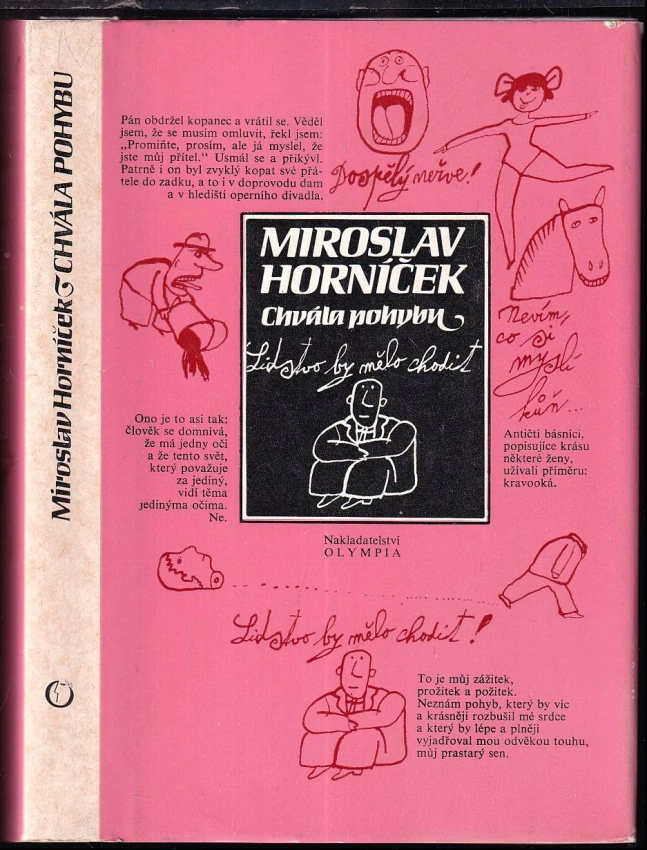 Miroslav Horníček CHVÁLA POHYBU
Pán obdržel kopanec a vrátil se. Věděl
jsem, že se musím omluvit, řekl jsem:
„Promiňte, prosím, ale já myslel, že
jste můj přítel.“ Usmál se a přikývl.
Patrně i on byl zvyklý kopat své přá-
tele do zadku, a to i v doprovodu dam
a v hledišti operního divadla.
Dospělý neřve!
MIROSLAV
HORNÍČEK
Chvála pohybu
Lidstvo by mělo chodit
Nevím,
co si
myslí
kůň...
Ono je to asi tak:
člověk se domnívá,
že má jedny oči
a že tento svět,
který považuje
za jediný,
vidí těma
jedinýma očima.
Ne.
Antičtí básníci,
popisujíce krásu
některé ženy,
užívali příměru:
kravooká.
Nakladatelství
OLYMPIA
Lidstvo by mělo chodit!
To je můj zážitek,
prožitek a požitek.
Neznám pohyb, který by víc
a krásněji rozbušil mé srdce
a který by lépe a plněji
vyjadřoval mou odvěkou touhu,
můj prastarý sen.